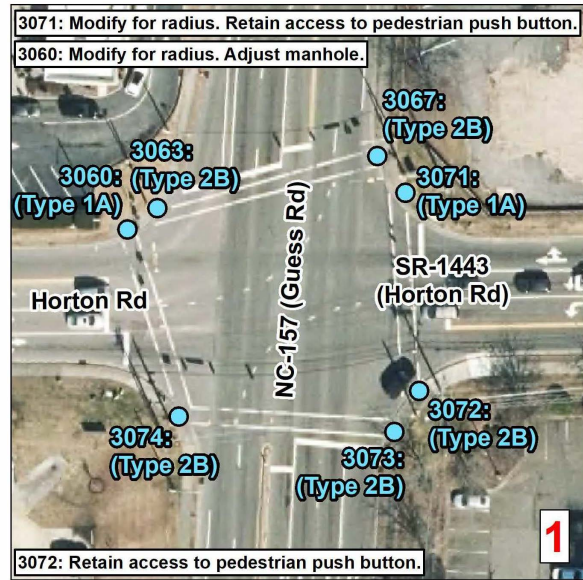 3071: Modify for radius. Retain access to pedestrian push button.
3060: Modify for radius. Adjust manhole.
3067:
(Type 2B)
3063:
(Type 2B)
3060:
(Type 1A)
3071:
(Type 1A)
SR-1443
(Horton Rd)
Horton Rd
NC-157 (Guess Rd)
3072:
(Type 2B)
3074:
(Type 2B)
3073:
(Type 2B)
1
3072: Retain access to pedestrian push button.